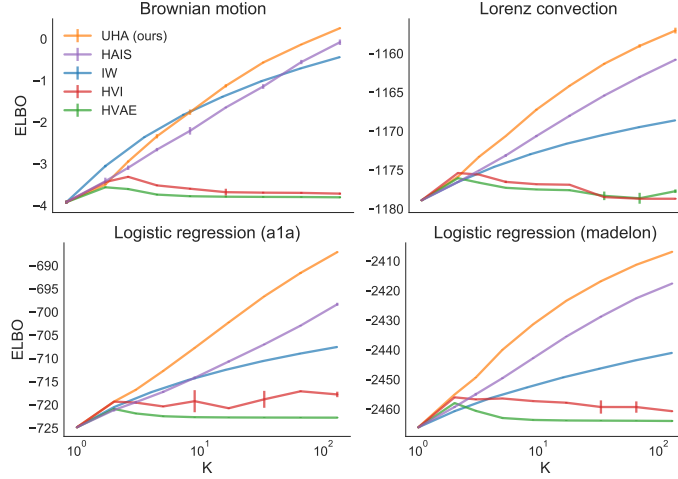 Brownian motion
Lorenz convection
ELBO
0
−1
−2
−3
−4
UHA (ours)
HAIS
IW
HVI
HVAE
−1160
−1165
−1170
−1175
−1180
Logistic regression (a1a)
Logistic regression (madelon)
ELBO
−690
−695
−700
−705
−710
−715
−720
−725
−2410
−2420
−2430
−2440
−2450
−2460
10⁰
10¹
10²
K
10⁰
10¹
10²
K